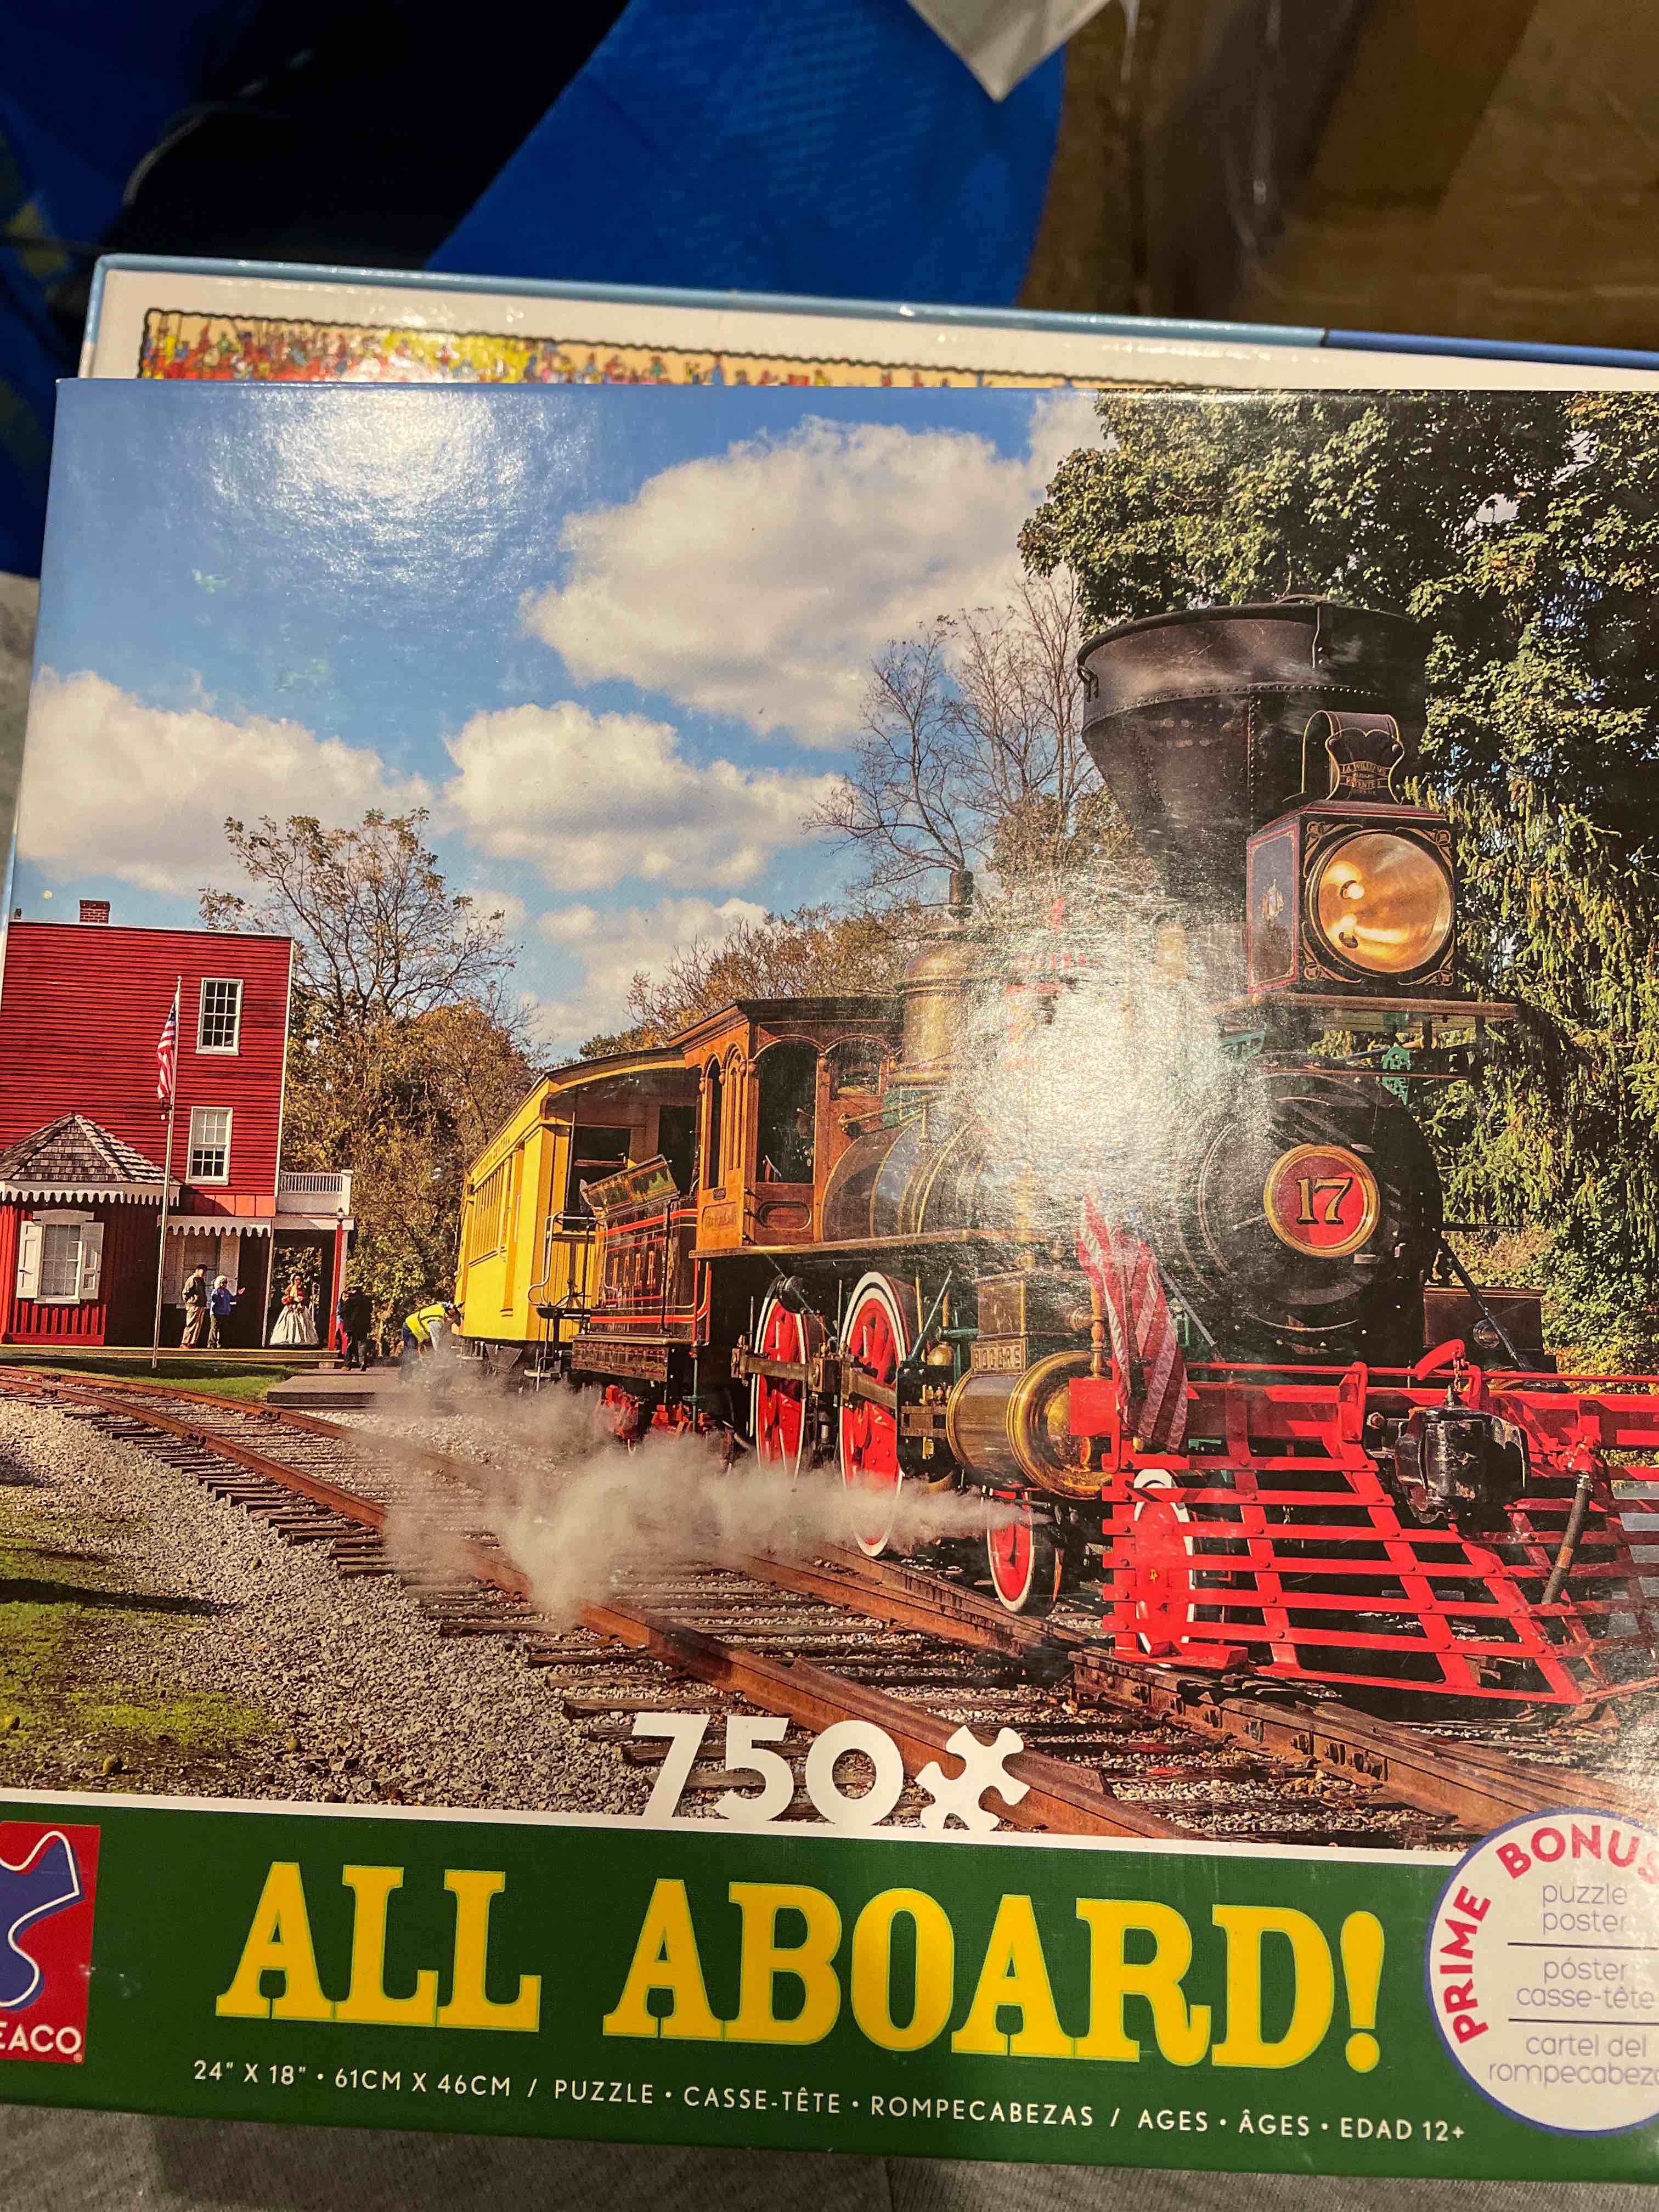 17
750
ALL ABOARD!
EACO
24" X 18" • 61CM X 46CM / PUZZLE • CASSE-TÊTE • ROMPECABEZAS / AGES • ÂGES • EDAD 12+
PRIME BONUS
puzzle
poster
póster
casse-tête
cartel del
rompecabeza